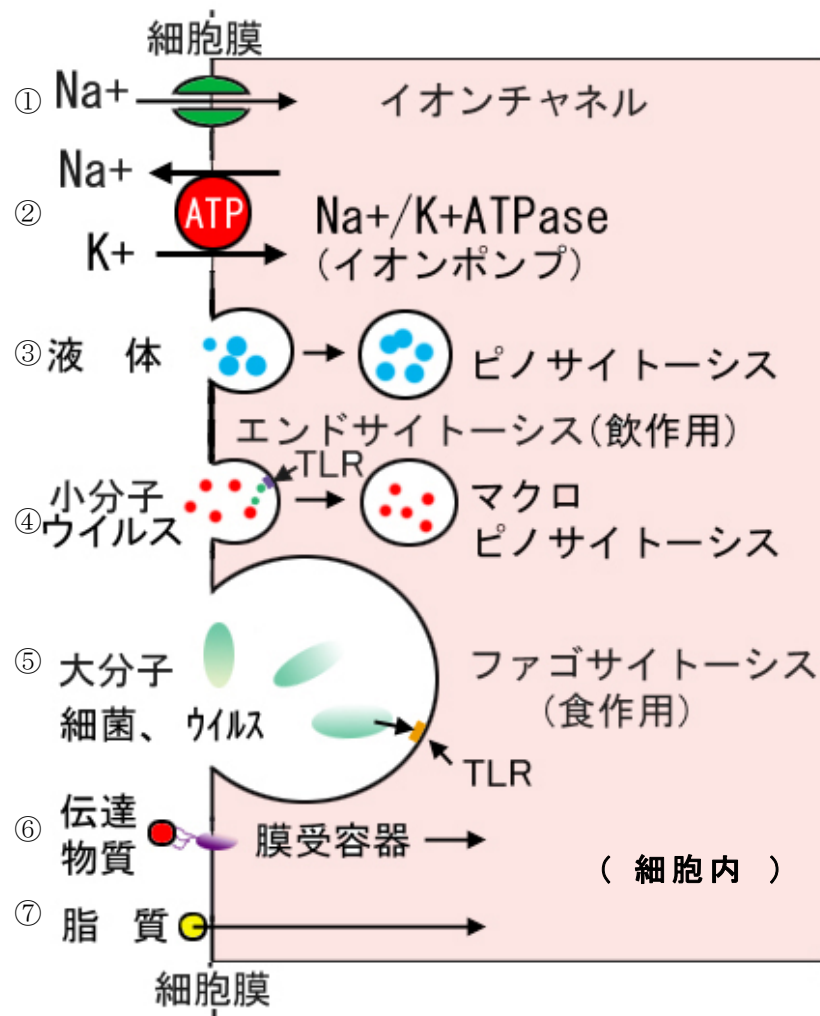 細胞膜
① Na+ イオンチャネル
Na+
② ATP Na+/K+ATPase
K+ (イオンポンプ)
③ 液 体 ピノサイトーシス
エンドサイトーシス(飲作用)
TLR
小分子 マクロ
④ ウイルス ピノサイトーシス
⑤ 大分子 ファゴサイトーシス
細菌、ウイルス (食作用)
TLR
⑥ 伝達 膜受容器
物質
( 細胞内 )
⑦ 脂 質
細胞膜